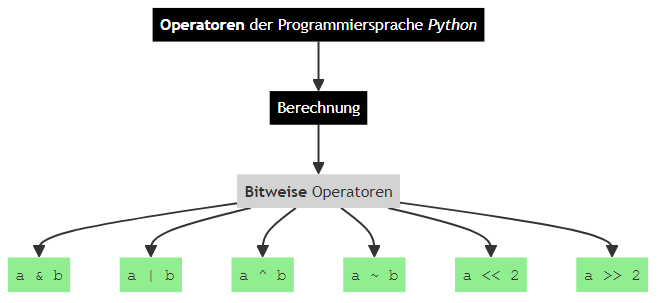 Operatoren der Programmiersprache Python
Berechnung
Bitweise Operatoren
a & b
a | b
a ^ b
a ~ b
a << 2
a >> 2